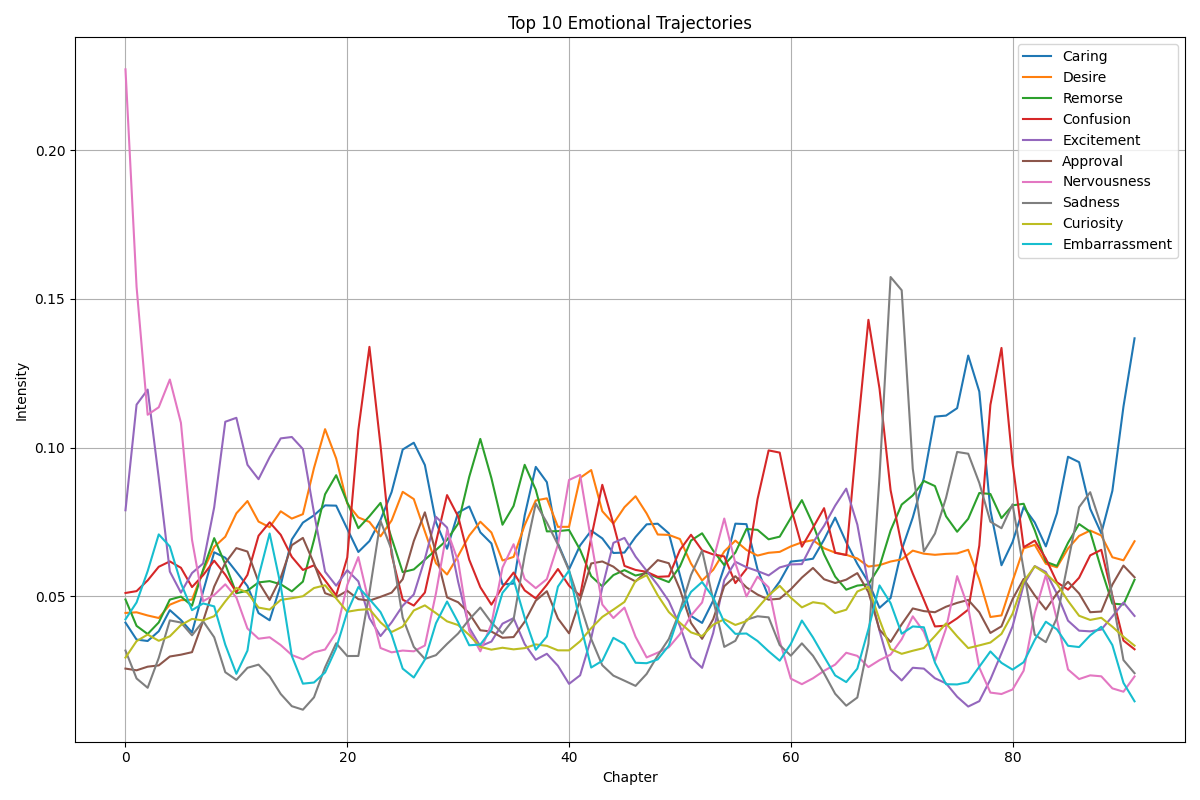 Top 10 Emotional Trajectories
Caring
Desire
Remorse
Confusion
Excitement
Approval
Nervousness
Sadness
Curiosity
Embarrassment
Intensity
0.20
0.15
0.10
0.05
0
20
40
60
80
Chapter